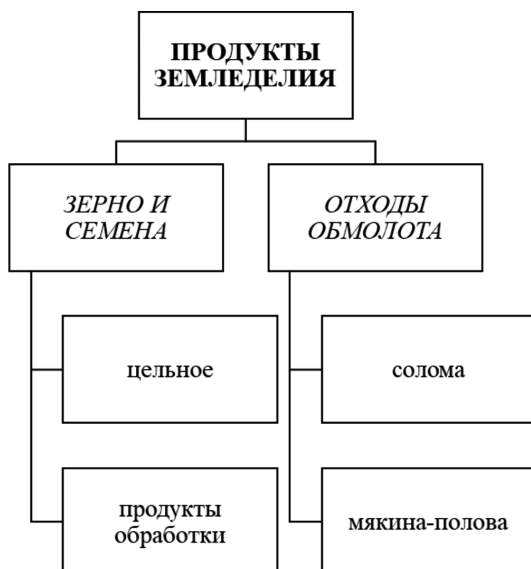 ПРОДУКТЫ
ЗЕМЛЕДЕЛИЯ
ЗЕРНО И
СЕМЕНА
ОТХОДЫ
ОБМОЛОТА
цельное
солома
продукты
обработки
мякина-полова